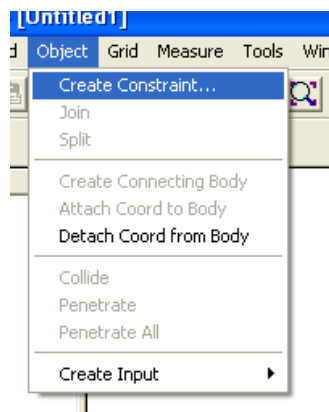 [Untitled1]
Object Grid Measure Tools
Create Constraint...
Join
Split
Create Connecting Body
Attach Coord to Body
Detach Coord from Body
Collide
Penetrate
Penetrate All
Create Input